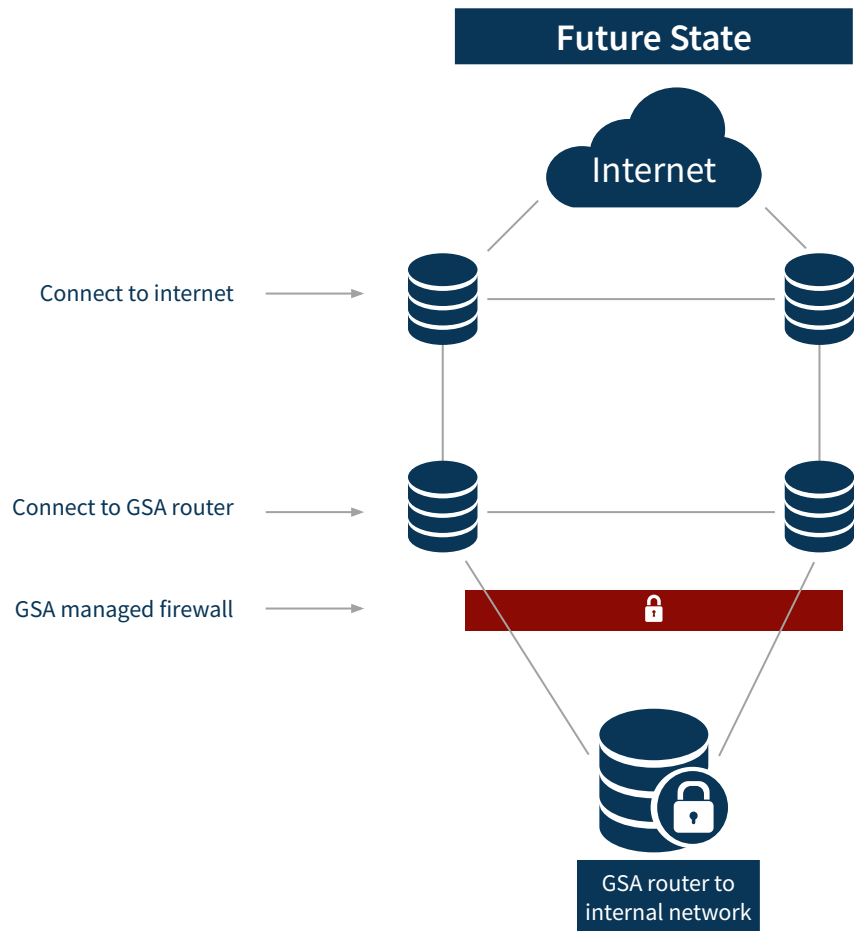 Future State
Internet
Connect to internet
Connect to GSA router
GSA managed firewall
GSA router to
internal network